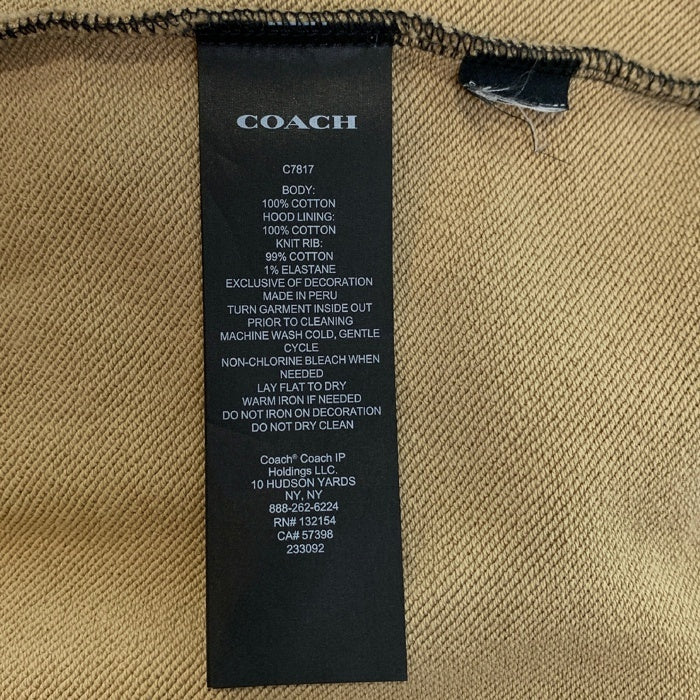 COACH
C7817
BODY:
100% COTTON
HOOD LINING:
100% COTTON
KNIT RIB:
99% COTTON
1% ELASTANE
EXCLUSIVE OF DECORATION
MADE IN PERU
TURN GARMENT INSIDE OUT
PRIOR TO CLEANING
MACHINE WASH COLD, GENTLE
CYCLE
NON-CHLORINE BLEACH WHEN
NEEDED
LAY FLAT TO DRY
WARM IRON IF NEEDED
DO NOT IRON ON DECORATION
DO NOT DRY CLEAN
Coach® Coach IP
Holdings LLC.
10 HUDSON YARDS
NY, NY
888-262-6224
RN# 132154
CA# 57398
233092